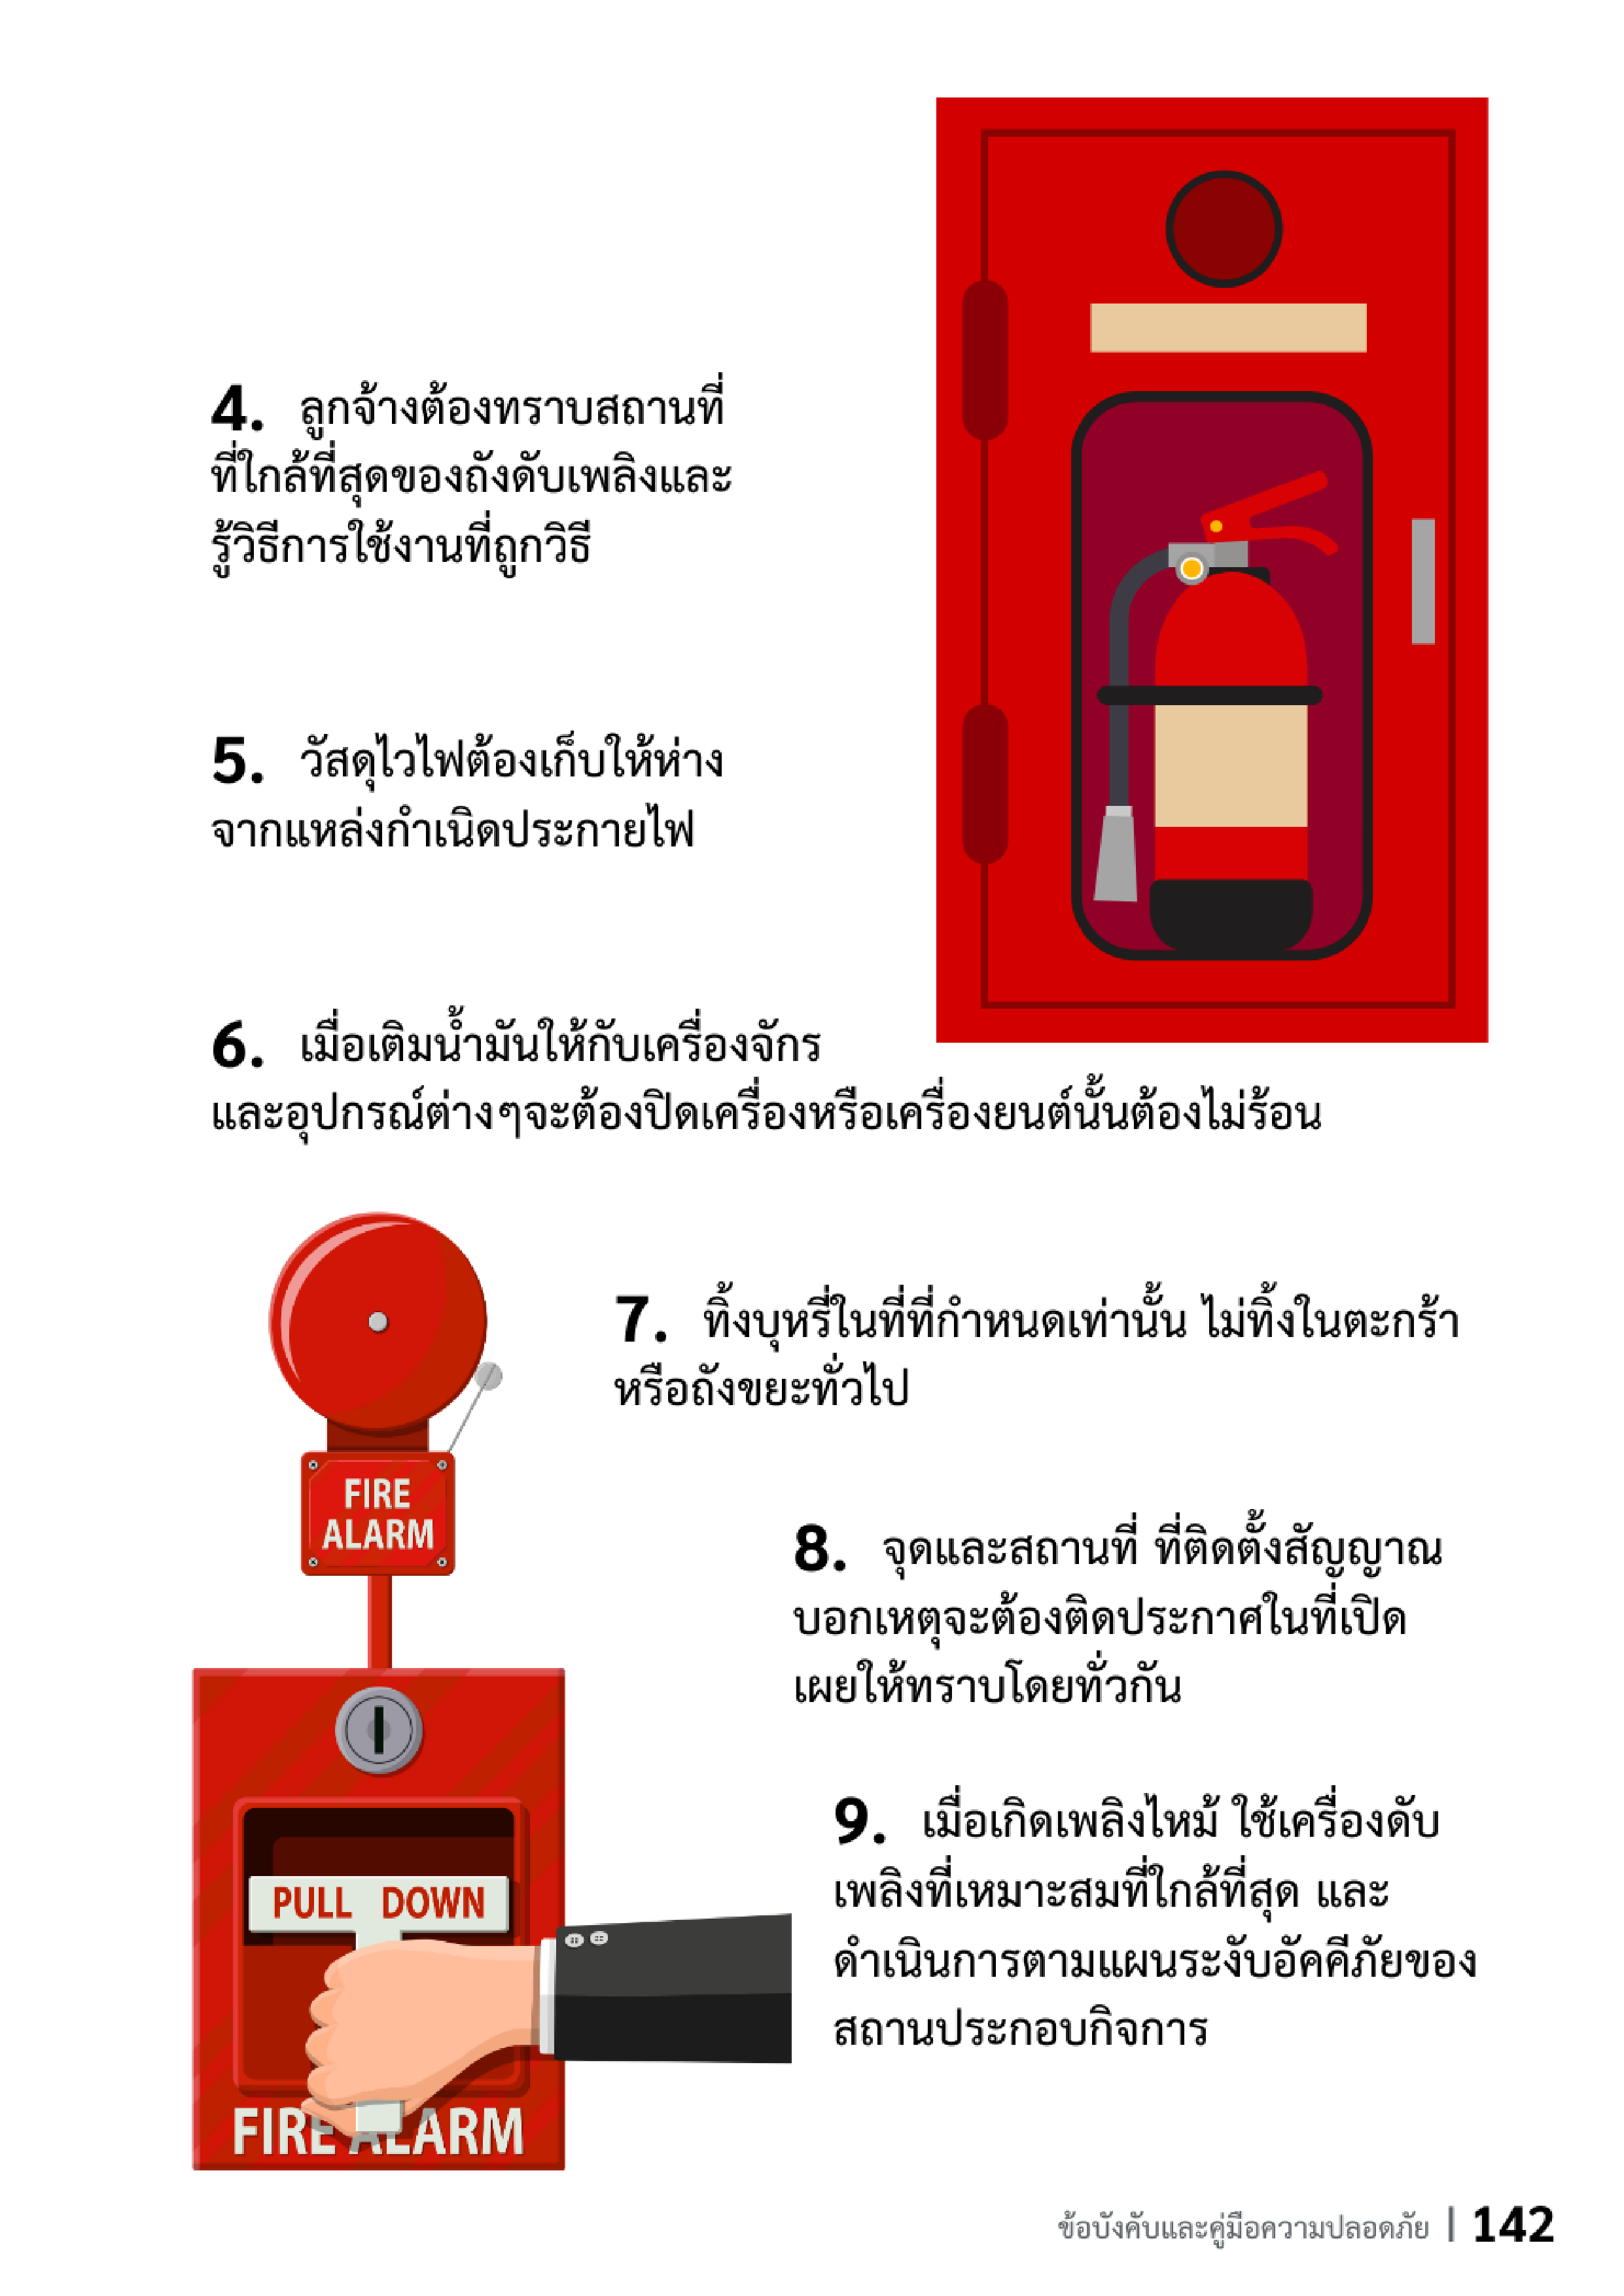 4. ลูกจ้างต้องทราบสถานที่
ที่ใกล้ที่สุดของถังดับเพลิงและ
รู้วิธีการใช้งานที่ถูกวิธี
5. วัสดุไวไฟต้องเก็บให้ห่าง
จากแหล่งกำเนิดประกายไฟ
6. เมื่อเติมน้ำมันให้กับเครื่องจักร
และอุปกรณ์ต่างๆจะต้องปิดเครื่องหรือเครื่องยนต์นั้นต้องไม่ร้อน
7. ทิ้งบุหรี่ในที่ที่กำหนดเท่านั้น ไม่ทิ้งในตะกร้า
หรือถังขยะทั่วไป
FIRE
ALARM
8. จุดและสถานที่ ที่ติดตั้งสัญญาณ
บอกเหตุจะต้องติดประกาศในที่เปิด
เผยให้ทราบโดยทั่วกัน
9. เมื่อเกิดเพลิงไหม้ ใช้เครื่องดับ
เพลิงที่เหมาะสมที่ใกล้ที่สุด และ
ดำเนินการตามแผนระงับอัคคีภัยของ
สถานประกอบกิจการ
PULL DOWN
FIRE ALARM
ข้อบังคับและคู่มือความปลอดภัย | 142